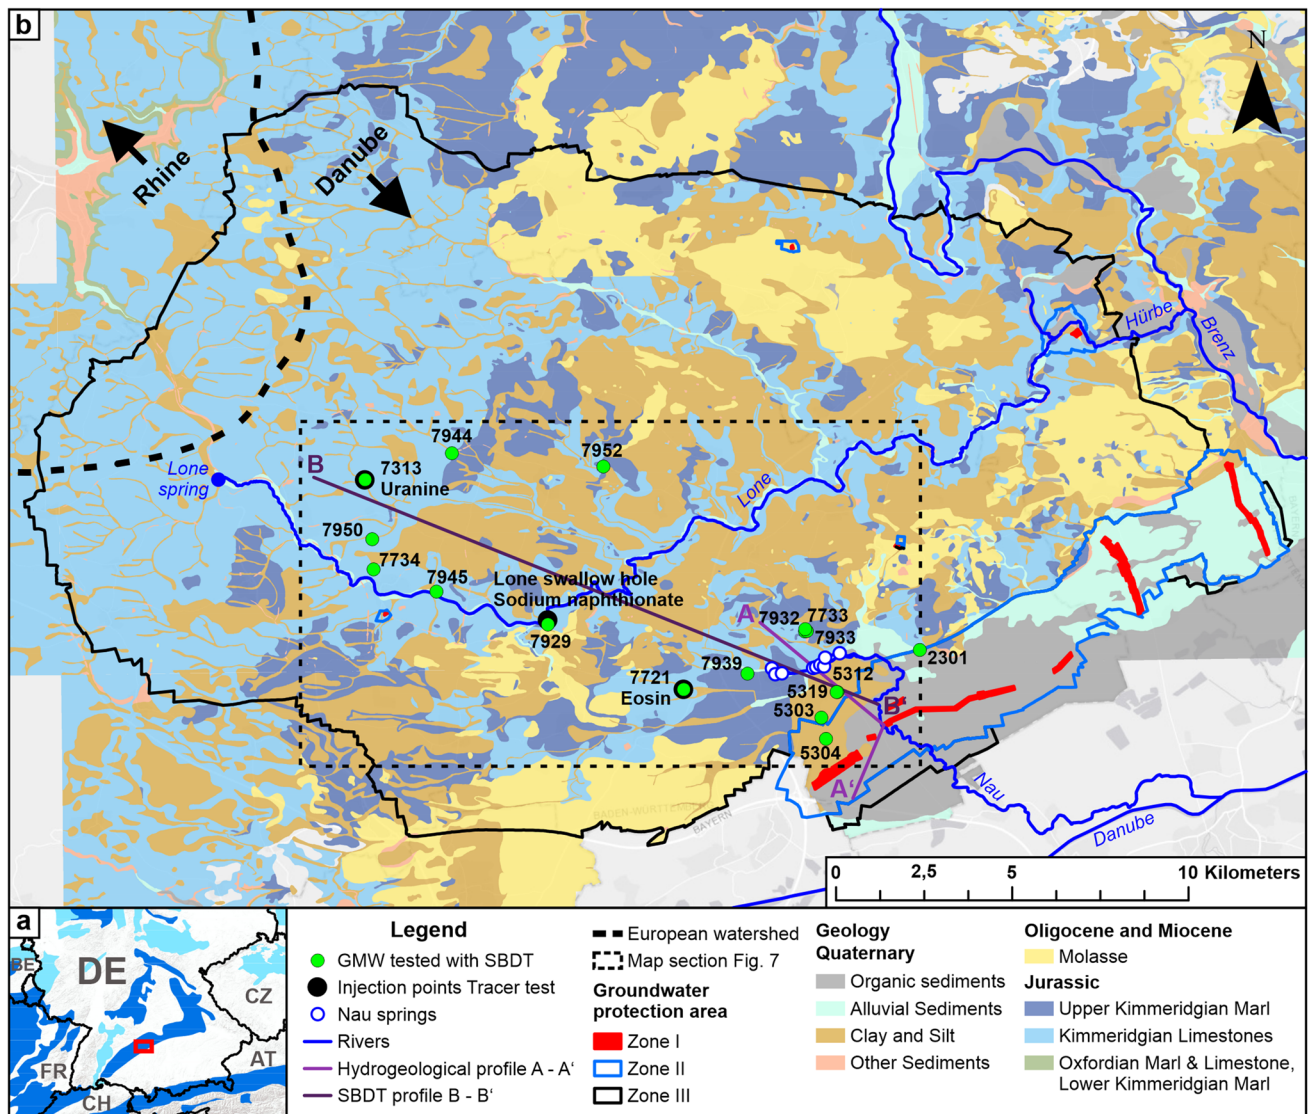 b
N
Rhine
Danube
Hürbe
Brenz
Lone
spring
B
7944
7952
7313
Uranine
Lone
7950
7734
7945
Lone swallow hole
Sodium naphthionate
7929
A
7932
7733
7933
7939
5312
2301
7721
Eosin
5319
B'
5303
5304
A‘
Nau
Danube
BADEN-WÜRTTEMBERG
BAYERN
0
2,5
5
10 Kilometers
a
BE
DE
CZ
FR
AT
CH
Legend
GMW tested with SBDT
Injection points Tracer test
Nau springs
Rivers
Hydrogeological profile A - A‘
SBDT profile B - B‘
European watershed
Map section Fig. 7
Groundwater
protection area
Zone I
Zone II
Zone III
Geology
Quaternary
Organic sediments
Alluvial Sediments
Clay and Silt
Other Sediments
Oligocene and Miocene
Molasse
Jurassic
Upper Kimmeridgian Marl
Kimmeridgian Limestones
Oxfordian Marl & Limestone,
Lower Kimmeridgian Marl